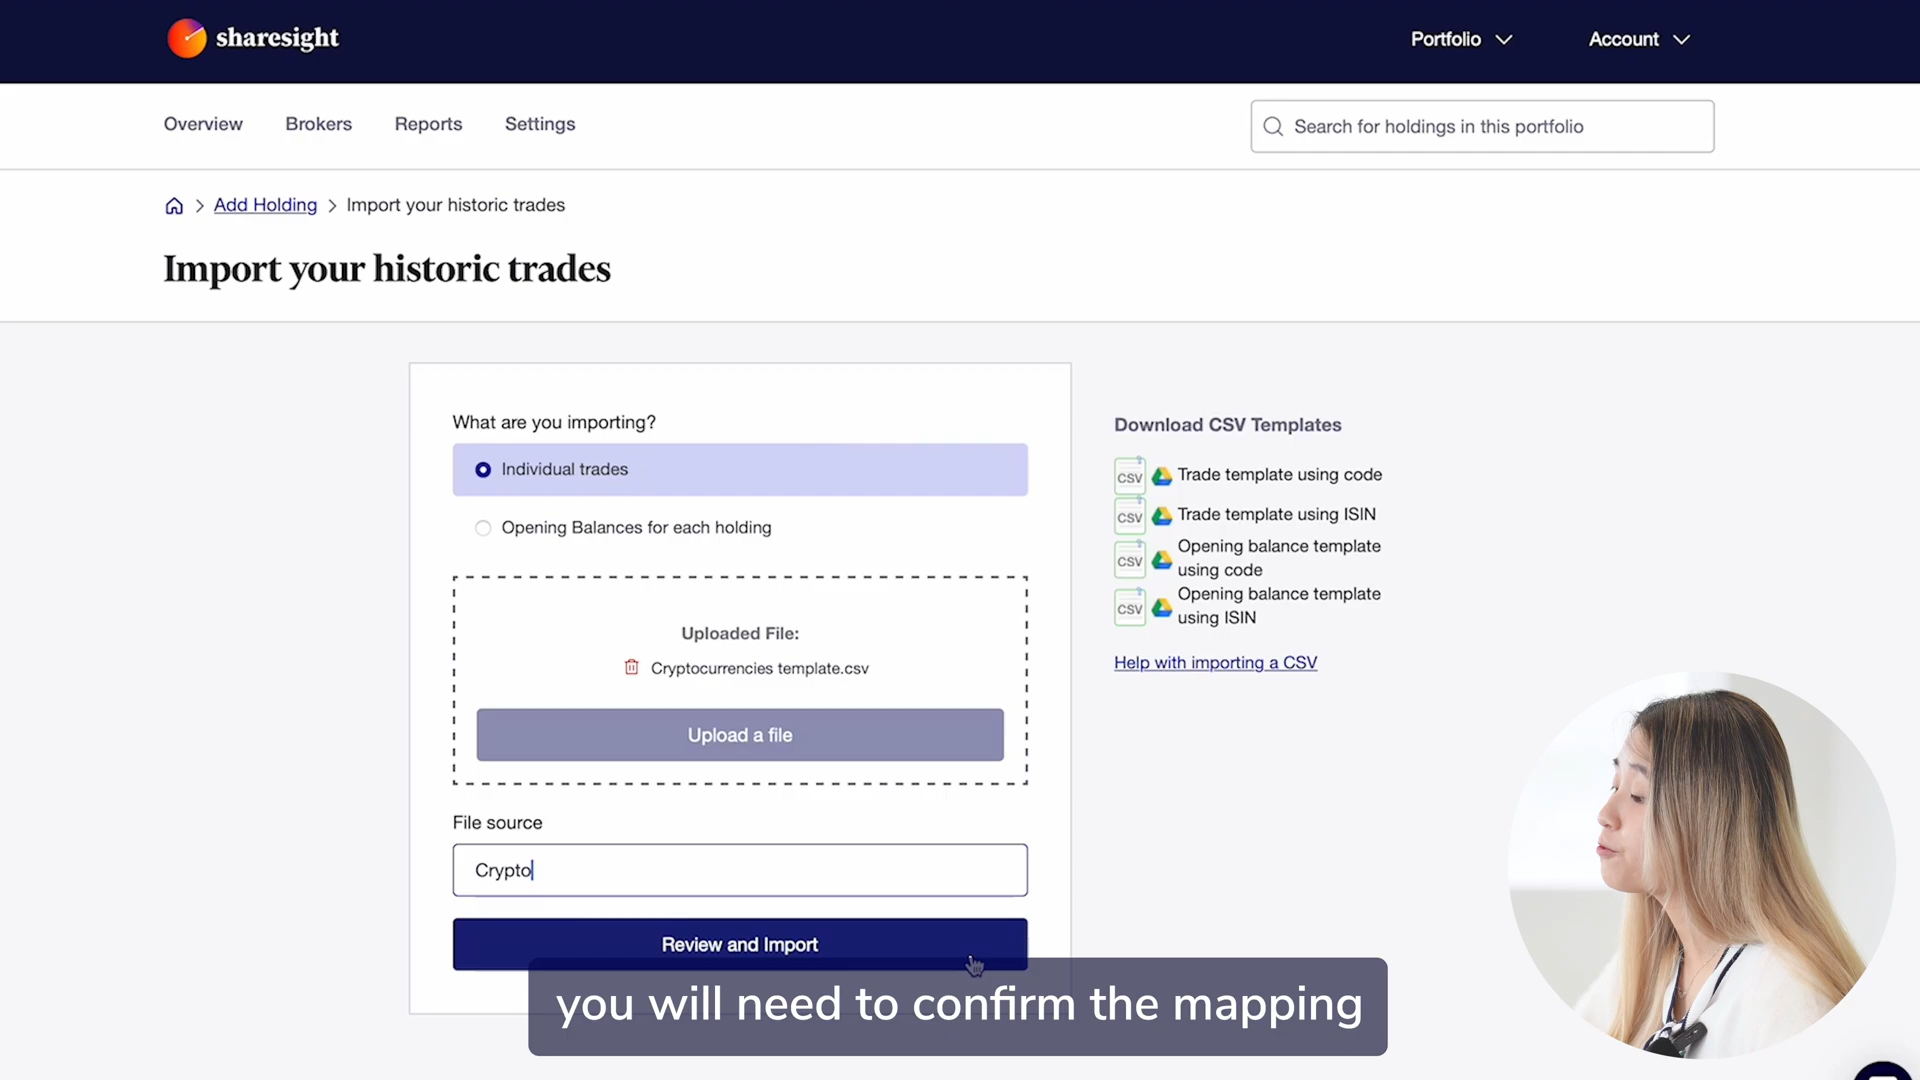 sharesight
Portfolio
Account
Overview
Brokers
Reports
Settings
Search for holdings in this portfolio
Add Holding
Import your historic trades
Import your historic trades
What are you importing?
Individual trades
Opening Balances for each holding
Uploaded File:
Cryptocurrencies template.csv
Upload a file
File source
Crypto
Review and Import
Download CSV Templates
CSV
Trade template using code
CSV
Trade template using ISIN
CSV
Opening balance template
using code
CSV
Opening balance template
using ISIN
Help with importing a CSV
you will need to confirm the mapping